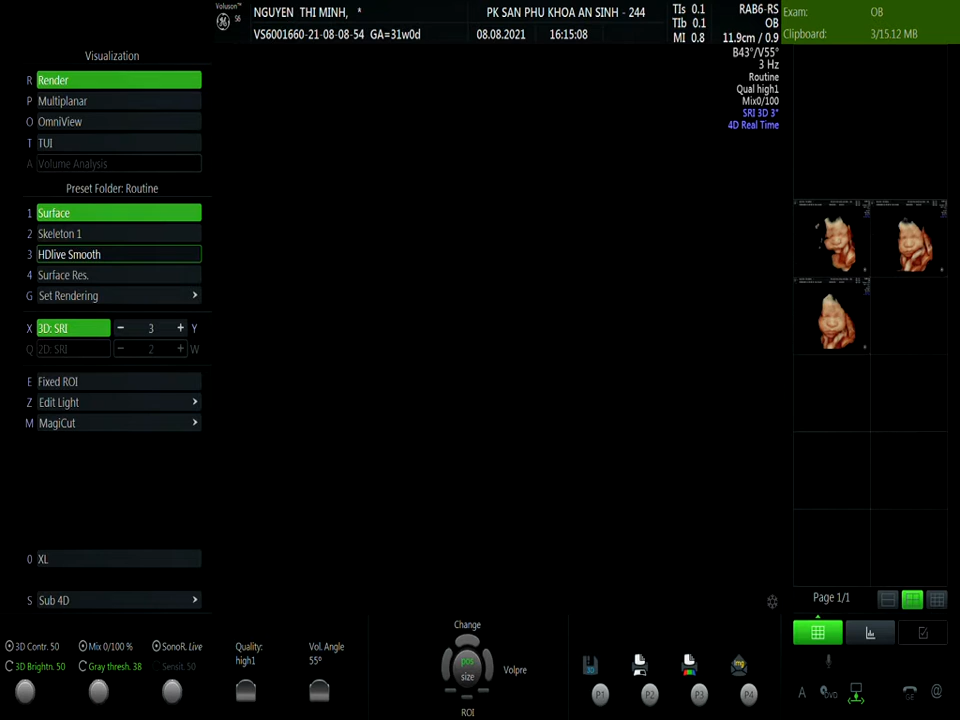 Voluson™
S6
NGUYEN THI MINH, *
PK SAN PHU KHOA AN SINH - 244
VS6001660-21-08-08-54 GA=31w0d
08.08.2021
16:15:08
TIs 0.1
TIb 0.1
MI 0.8
RAB6-RS
OB
11.9cm / 0.9
B43°/V55°
3 Hz
Routine
Qual high1
Mix0/100
SRI 3D 3°
4D Real Time
Exam: OB
Clipboard: 3/15.12 MB
Visualization
R Render
P Multiplanar
O OmniView
T TUI
A Volume Analysis
Preset Folder: Routine
1 Surface
2 Skeleton 1
3 HDlive Smooth
4 Surface Res.
G Set Rendering >
X 3D: SRI − 3 + Y
Q 2D: SRI − 2 + W
E Fixed ROI
Z Edit Light >
M MagiCut >
0 XL
S Sub 4D >
3D Contr. 50
3D Brightn. 50
Mix 0/100 %
Gray thresh. 38
SonoR. Live
Sensit. 50
Quality:
high1
Vol. Angle
55°
Change
pos
size
Volpre
ROI
3D
img
P1
P2
P3
P4
Page 1/1
A
DVD
GE
@